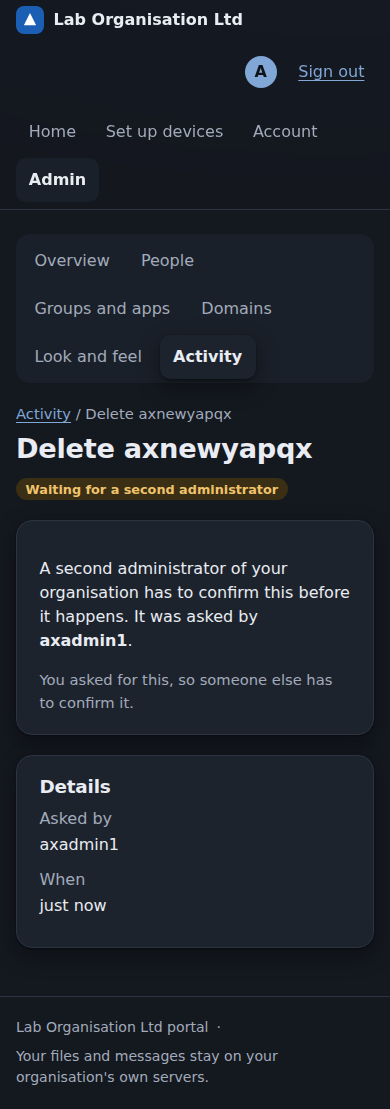 Lab Organisation Ltd
A Sign out
Home Set up devices Account
Admin
Overview People
Groups and apps Domains
Look and feel Activity
Activity / Delete axnewyapqx
Delete axnewyapqx
Waiting for a second administrator
A second administrator of your
organisation has to confirm this before
it happens. It was asked by
axadmin1.
You asked for this, so someone else has
to confirm it.
Details
Asked by
axadmin1
When
just now
Lab Organisation Ltd portal ·
Your files and messages stay on your
organisation's own servers.